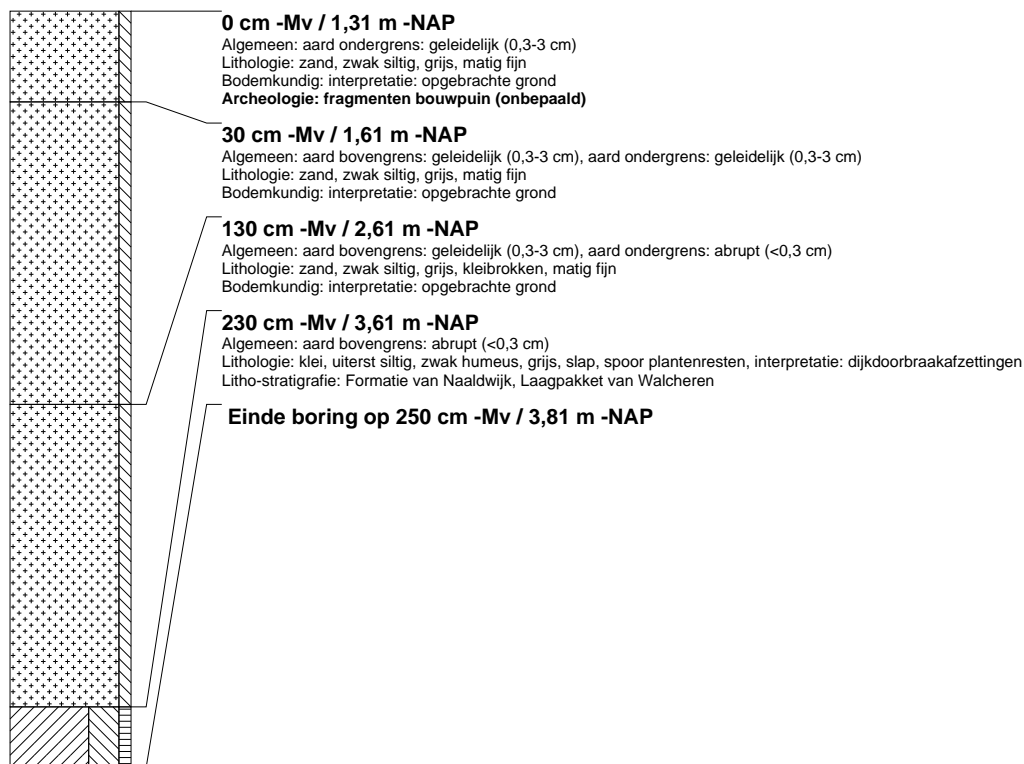 0 cm -Mv / 1,31 m -NAP
Algemeen: aard ondergrens: geleidelijk (0,3-3 cm)
Lithologie: zand, zwak siltig, grijs, matig fijn
Bodemkundig: interpretatie: opgebrachte grond
Archeologie: fragmenten bouwpuin (onbepaald)
30 cm -Mv / 1,61 m -NAP
Algemeen: aard bovengrens: geleidelijk (0,3-3 cm), aard ondergrens: geleidelijk (0,3-3 cm)
Lithologie: zand, zwak siltig, grijs, matig fijn
Bodemkundig: interpretatie: opgebrachte grond
130 cm -Mv / 2,61 m -NAP
Algemeen: aard bovengrens: geleidelijk (0,3-3 cm), aard ondergrens: abrupt (<0,3 cm)
Lithologie: zand, zwak siltig, grijs, kleibrokken, matig fijn
Bodemkundig: interpretatie: opgebrachte grond
230 cm -Mv / 3,61 m -NAP
Algemeen: aard bovengrens: abrupt (<0,3 cm)
Lithologie: klei, uiterst siltig, zwak humeus, grijs, slap, spoor plantenresten, interpretatie: dijkdoorbraakafzettingen
Litho-stratigrafie: Formatie van Naaldwijk, Laagpakket van Walcheren
Einde boring op 250 cm -Mv / 3,81 m -NAP